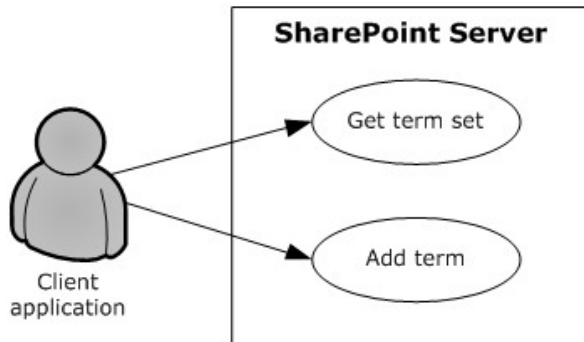 SharePoint Server
Get term set
Add term
Client
application